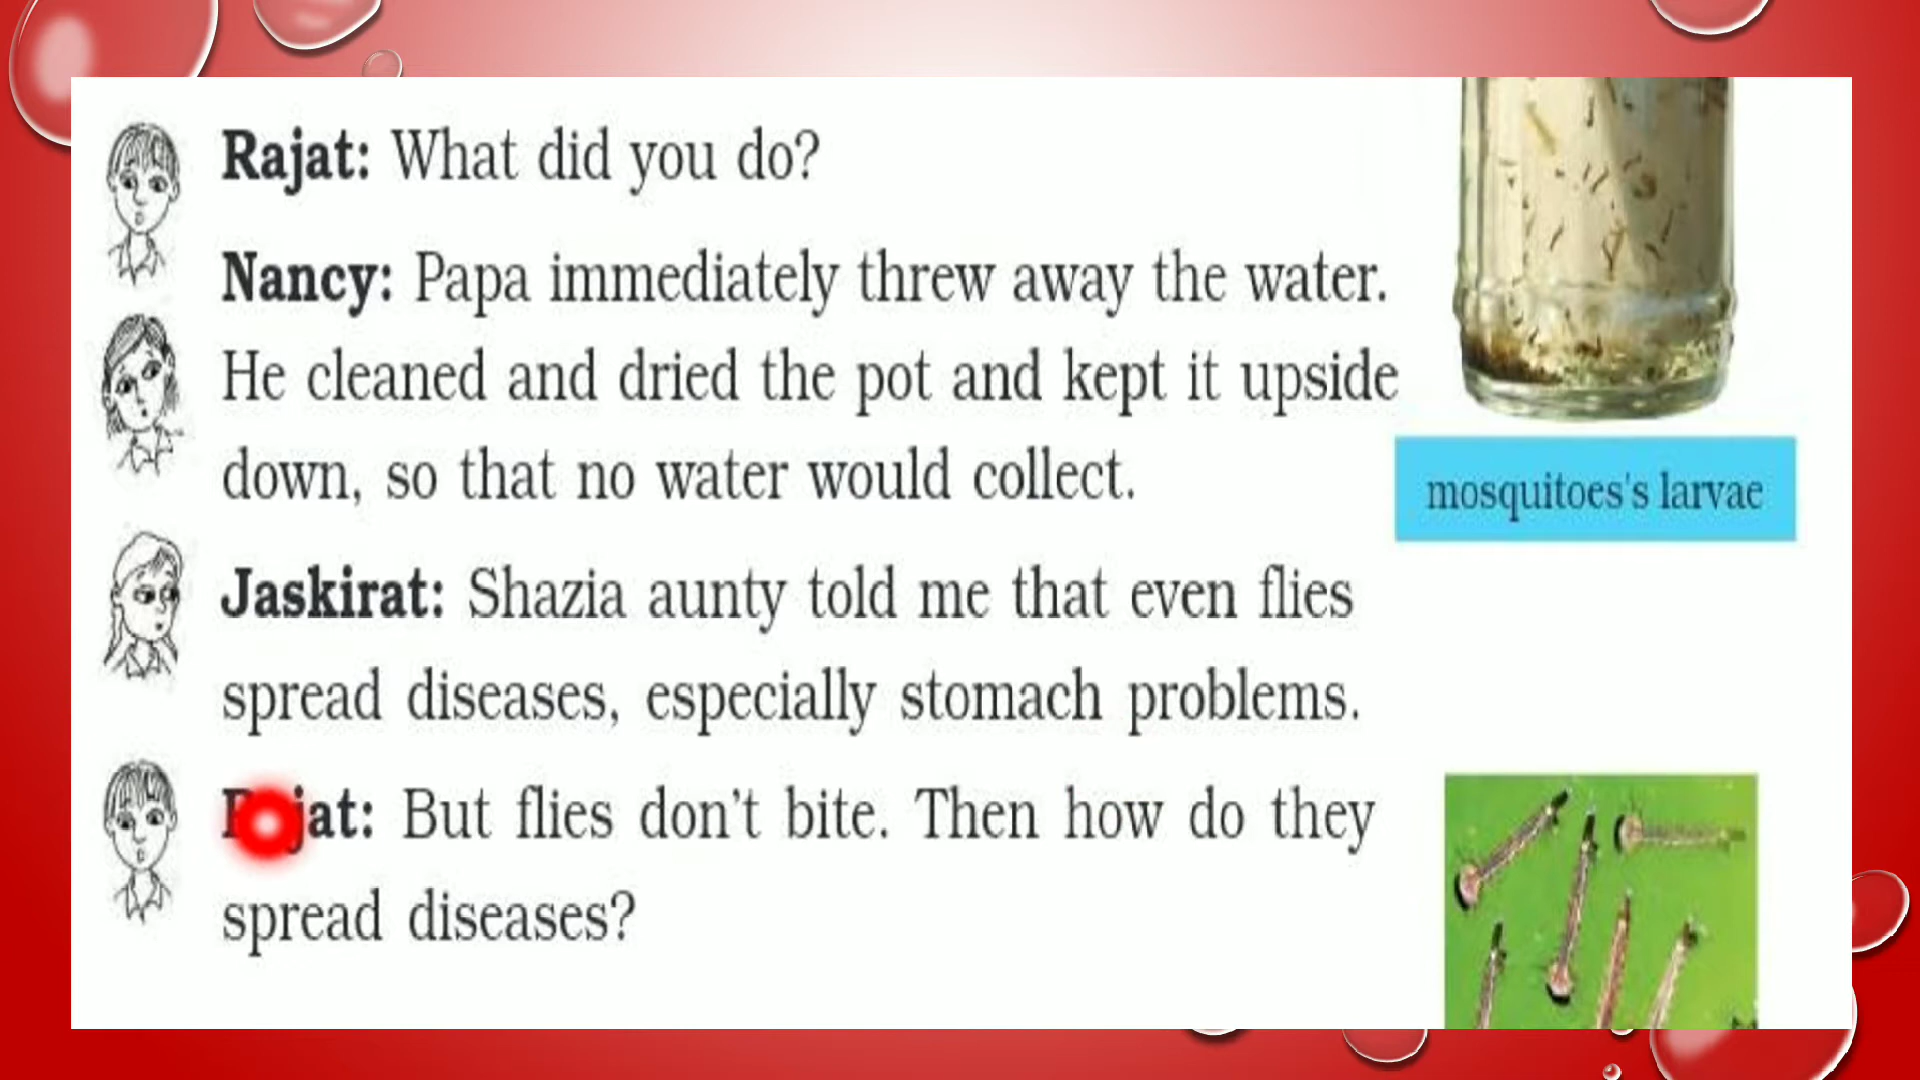 Rajat: What did you do?
Nancy: Papa immediately threw away the water.
He cleaned and dried the pot and kept it upside
down, so that no water would collect.
mosquitoes's larvae
Jaskirat: Shazia aunty told me that even flies
spread diseases, especially stomach problems.
But flies don't bite. Then how do they
spread diseases?